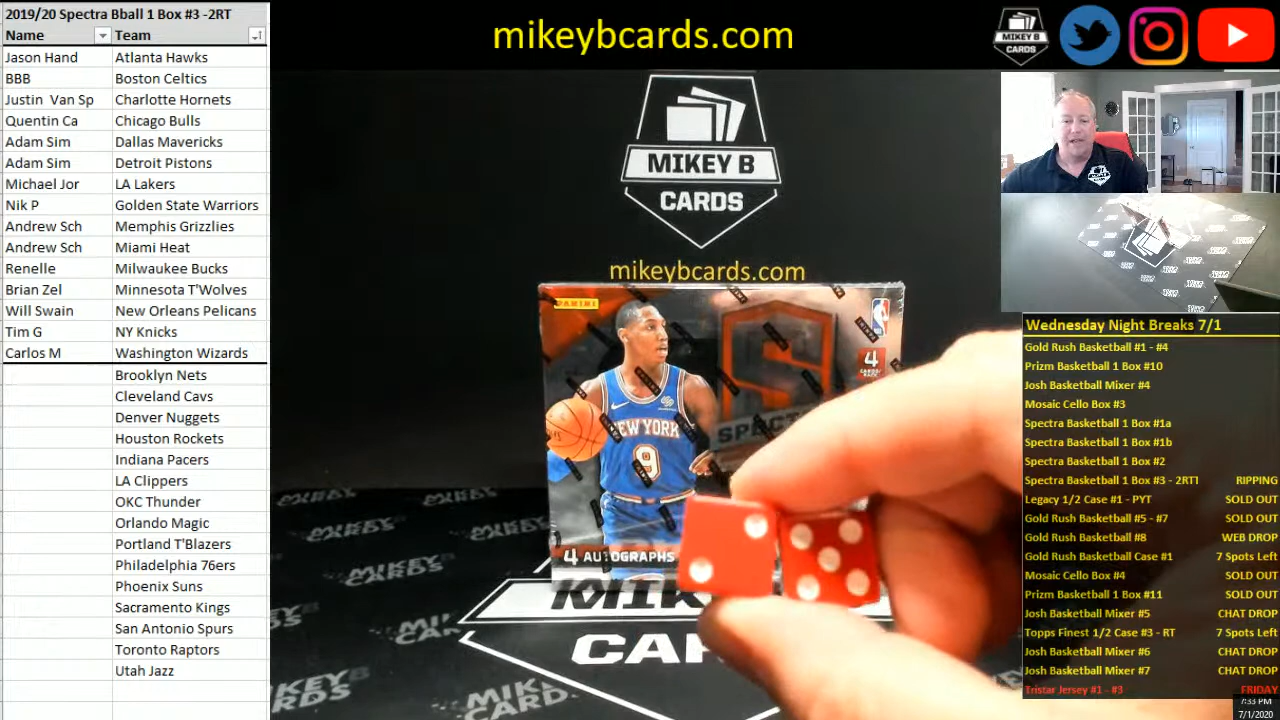 2019/20 Spectra Bball 1 Box #3 -2RT
Name Team
Jason Hand Atlanta Hawks
BBB Boston Celtics
Justin Van Sp Charlotte Hornets
Quentin Ca Chicago Bulls
Adam Sim Dallas Mavericks
Adam Sim Detroit Pistons
Michael Jor LA Lakers
Nik P Golden State Warriors
Andrew Sch Memphis Grizzlies
Andrew Sch Miami Heat
Renelle Milwaukee Bucks
Brian Zel Minnesota T'Wolves
Will Swain New Orleans Pelicans
Tim G NY Knicks
Carlos M Washington Wizards
Brooklyn Nets
Cleveland Cavs
Denver Nuggets
Houston Rockets
Indiana Pacers
LA Clippers
OKC Thunder
Orlando Magic
Portland T'Blazers
Philadelphia 76ers
Phoenix Suns
Sacramento Kings
San Antonio Spurs
Toronto Raptors
Utah Jazz
mikeybcards.com
MIKEY B
CARDS
MIKEY B
CARDS
mikeybcards.com
PANINI
4
NEW YORK
9
4 AUTOGRAPHS
Wednesday Night Breaks 7/1
Gold Rush Basketball #1 - #4
Prizm Basketball 1 Box #10
Josh Basketball Mixer #4
Mosaic Cello Box #3
Spectra Basketball 1 Box #1a
Spectra Basketball 1 Box #1b
Spectra Basketball 1 Box #2
Spectra Basketball 1 Box #3 - 2RT1 RIPPING
Legacy 1/2 Case #1 - PYT SOLD OUT
Gold Rush Basketball #5 - #7 SOLD OUT
Gold Rush Basketball #8 WEB DROP
Gold Rush Basketball Case #1 7 Spots Left
Mosaic Cello Box #4 SOLD OUT
Prizm Basketball 1 Box #11 SOLD OUT
Josh Basketball Mixer #5 CHAT DROP
Topps Finest 1/2 Case #3 - RT 7 Spots Left
Josh Basketball Mixer #6 CHAT DROP
Josh Basketball Mixer #7 CHAT DROP
Tristar Jersey #1 - #3 FRIDAY
7:33 PM
7/1/2020